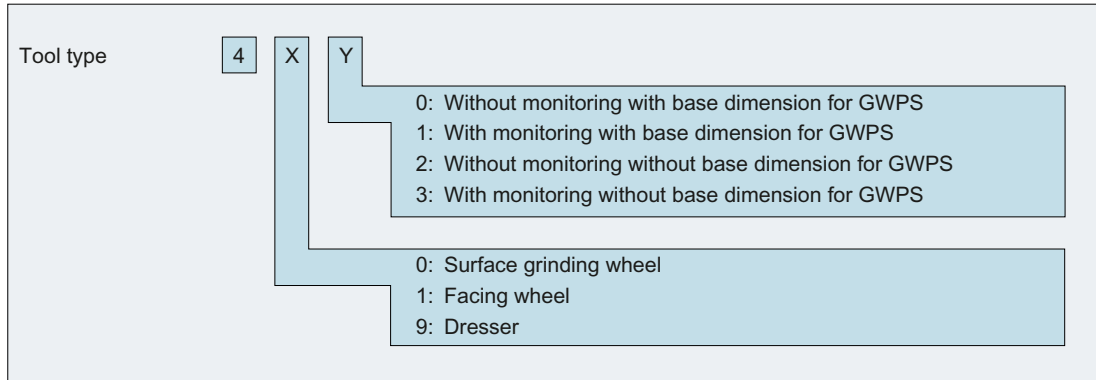 Tool type 4 X Y
0: Without monitoring with base dimension for GWPS
1: With monitoring with base dimension for GWPS
2: Without monitoring without base dimension for GWPS
3: With monitoring without base dimension for GWPS
0: Surface grinding wheel
1: Facing wheel
9: Dresser